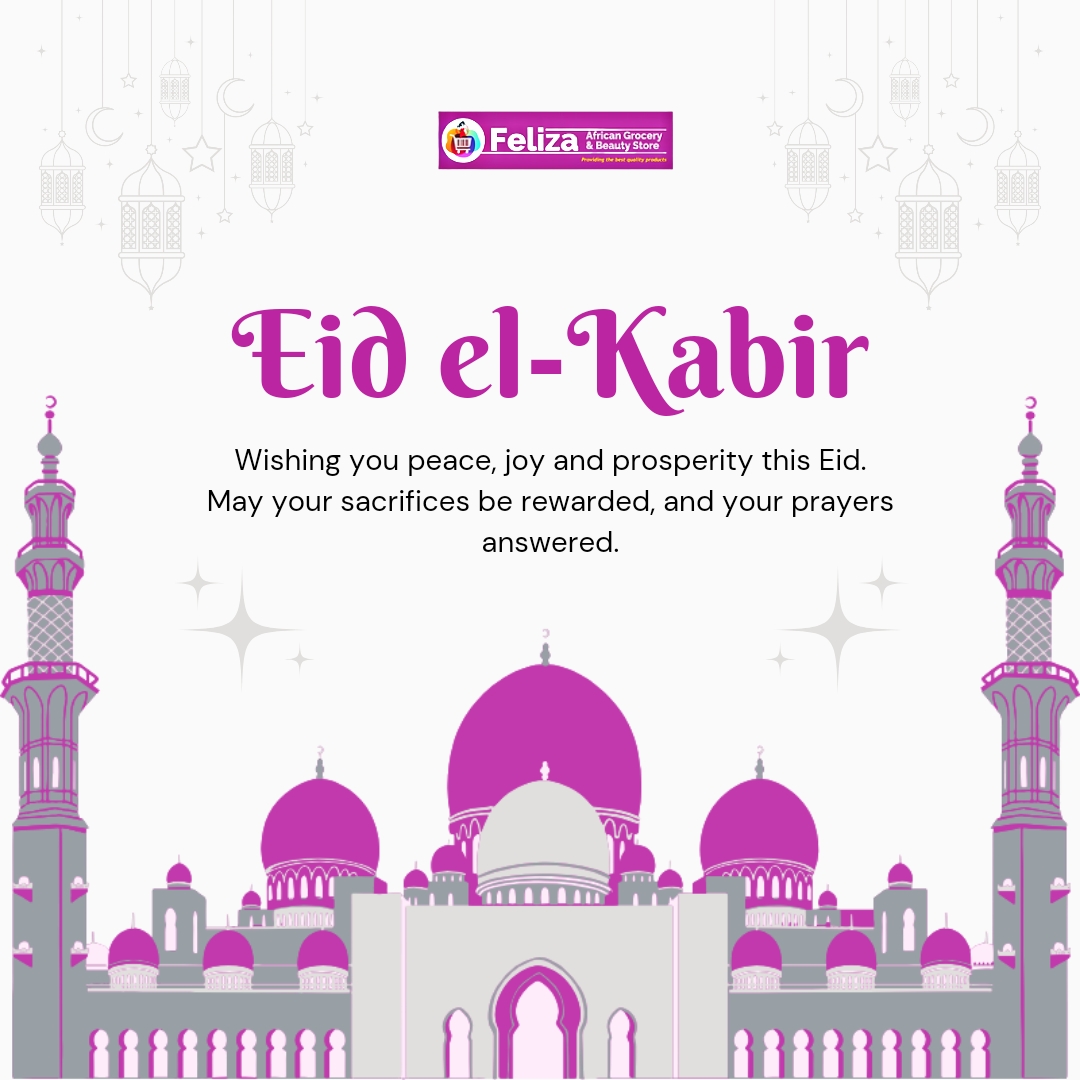 Feliza
African Grocery
& Beauty Store
Providing the best quality products
Eid el-Kabir
Wishing you peace, joy and prosperity this Eid.
May your sacrifices be rewarded, and your prayers
answered.